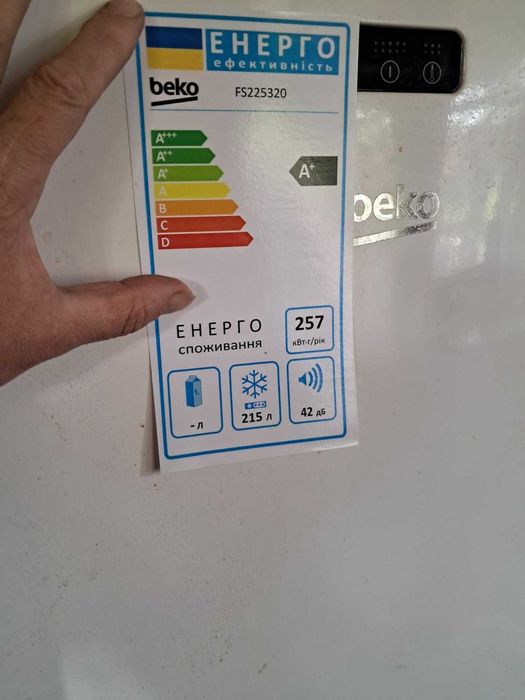 ЕНЕРГО
ефективність
beko
FS225320
A+++
A++
A+
A
B
C
D
A+
beko
ЕНЕРГО
споживання
257
кВт·г/рік
- л
215 л
42 дБ